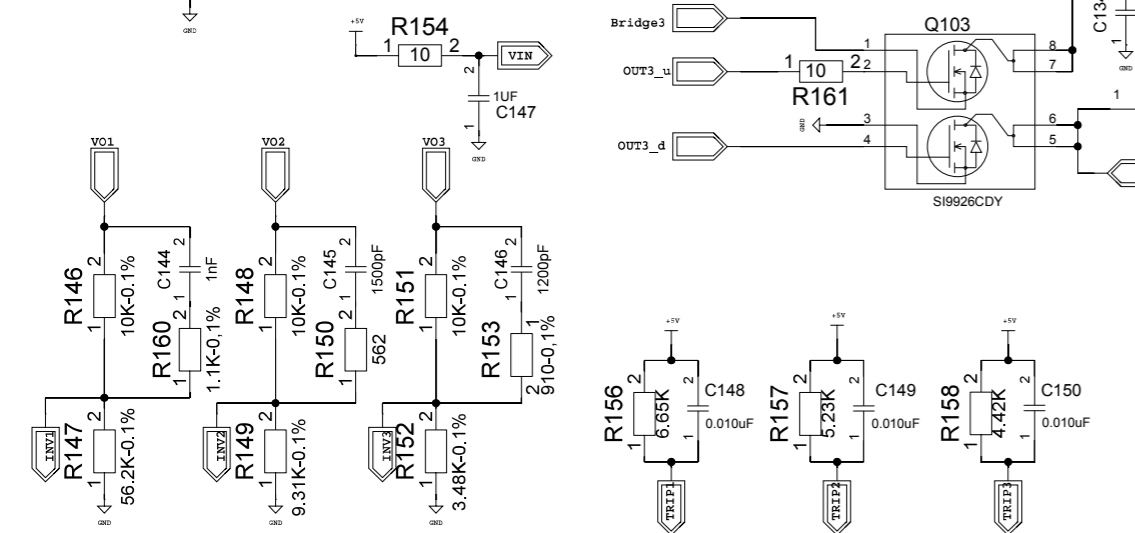 GND
+5V
R154
1
10
2
VIN
2
1UF
C147
1
GND
Bridge3
OUT3_u
1
10
2
R161
OUT3_d
GND
Q103
1
2
3
4
8
7
6
5
SI9926CDY
C134
1
GND
1
VO1
VO2
VO3
R146
2
1
10K-0.1%
C144
2
1
1nF
R160
2
1
1.1K-0,1%
INV1
R147
2
1
56.2K-0.1%
GND
R148
2
1
10K-0.1%
C145
2
1
1500pF
R150
2
1
562
INV2
R149
2
1
9.31K-0.1%
GND
R151
2
1
10K-0.1%
C146
2
1
1200pF
R153
1
2
910-0,1%
INV3
R152
2
1
3.48K-0.1%
GND
+5V
R156
2
1
6.65K
2
1
C148
0.010uF
TRIP1
+5V
R157
2
1
5.23K
2
1
C149
0.010uF
TRIP2
+5V
R158
2
1
4.42K
2
1
C150
0.010uF
TRIP3